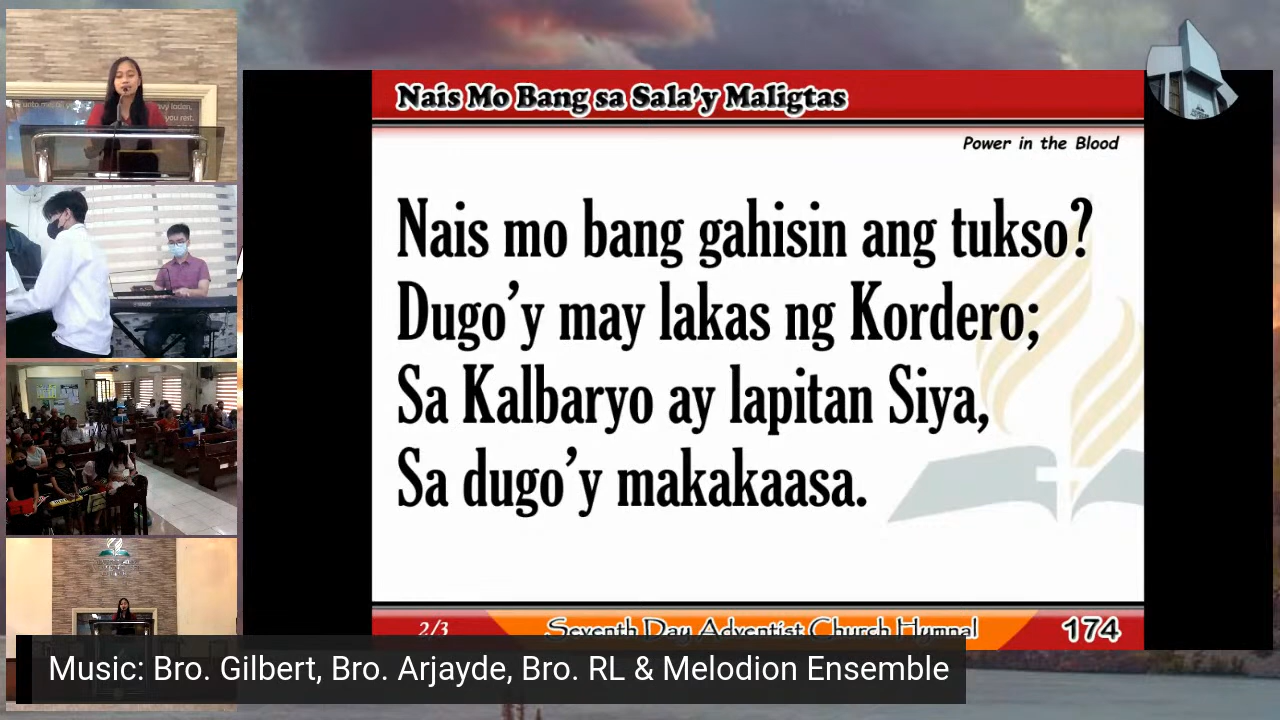 Nais Mo Bang sa Sala'y Maligtas
Power in the Blood
Nais mo bang gahisin ang tukso?
Dugo'y may lakas ng Kordero;
Sa Kalbaryo ay lapitan Siya,
Sa dugo'y makakaasa.
2/3
Seventh Day Adventist Church Hymnal
174
Music: Bro. Gilbert, Bro. Arjayde, Bro. RL & Melodion Ensemble